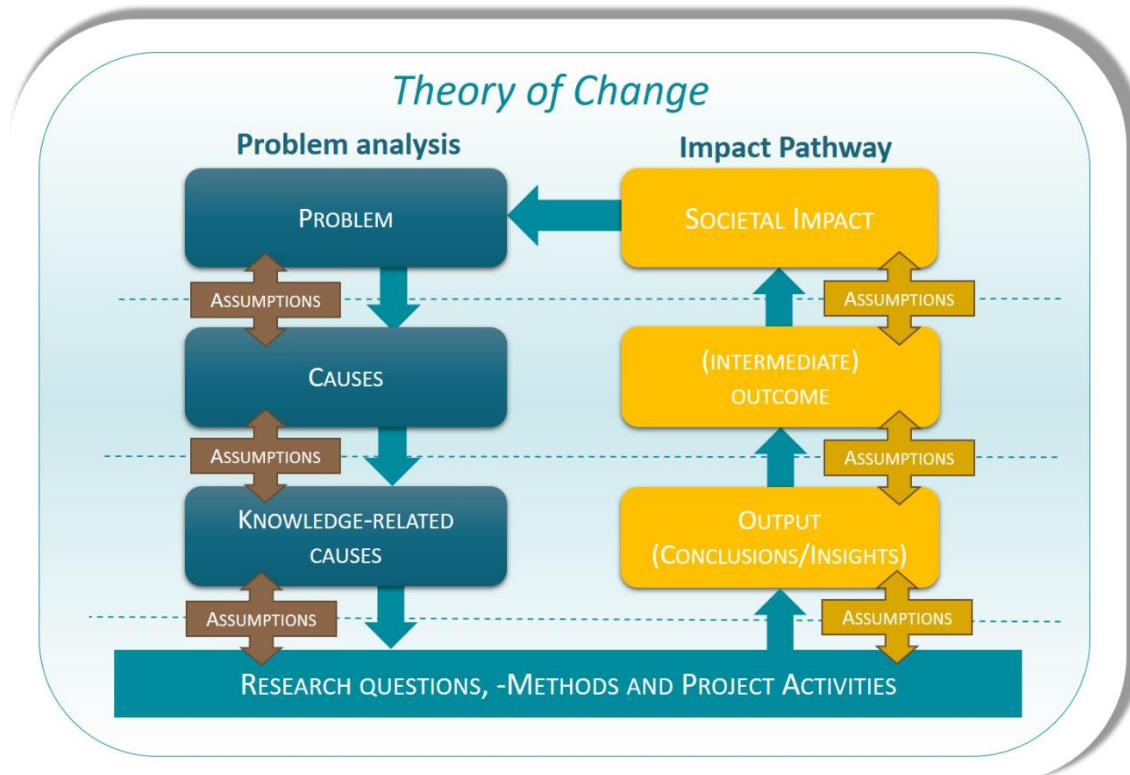 Theory of Change
Problem analysis
Impact Pathway
PROBLEM
SOCIETAL IMPACT
ASSUMPTIONS
ASSUMPTIONS
CAUSES
(INTERMEDIATE)
OUTCOME
ASSUMPTIONS
ASSUMPTIONS
KNOWLEDGE-RELATED
CAUSES
OUTPUT
(CONCLUSIONS/INSIGHTS)
ASSUMPTIONS
ASSUMPTIONS
RESEARCH QUESTIONS, -METHODS AND PROJECT ACTIVITIES